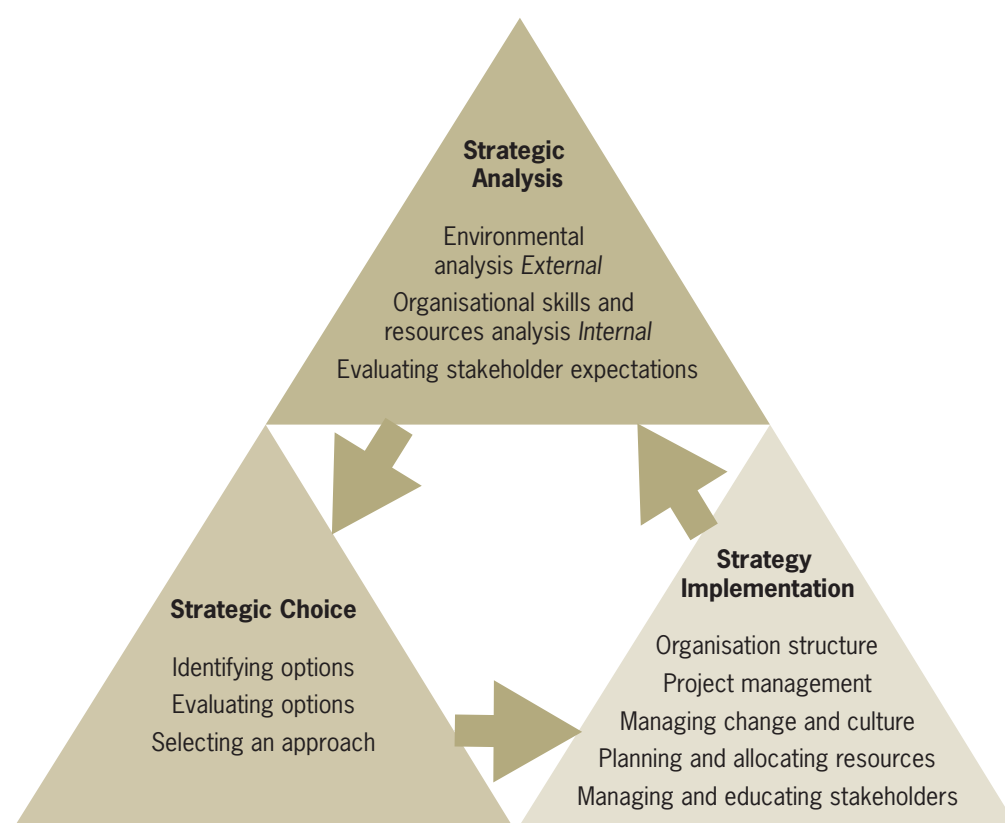 Strategic
Analysis
Environmental
analysis External
Organisational skills and
resources analysis Internal
Evaluating stakeholder expectations
Strategic Choice
Identifying options
Evaluating options
Selecting an approach
Strategy
Implementation
Organisation structure
Project management
Managing change and culture
Planning and allocating resources
Managing and educating stakeholders